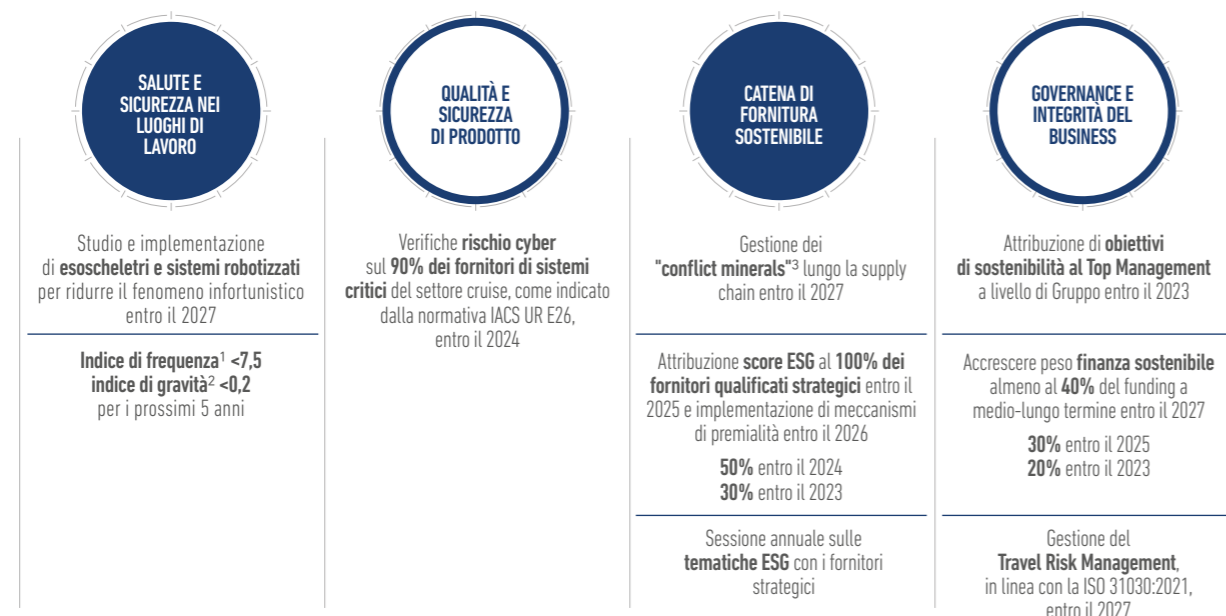 SALUTE E
SICUREZZA NEI
LUOGHI DI
LAVORO
Studio e implementazione
di esoscheletri e sistemi robotizzati
per ridurre il fenomeno infortunistico
entro il 2027
Indice di frequenza¹ <7,5
indice di gravità² <0,2
per i prossimi 5 anni
QUALITÀ E
SICUREZZA
DI PRODOTTO
Verifiche rischio cyber
sul 90% dei fornitori di sistemi
critici del settore cruise, come indicato
dalla normativa IACS UR E26,
entro il 2024
CATENA DI
FORNITURA
SOSTENIBILE
Gestione dei
"conflict minerals"³ lungo la supply
chain entro il 2027
Attribuzione score ESG al 100% dei
fornitori qualificati strategici entro il
2025 e implementazione di meccanismi
di premialità entro il 2026
50% entro il 2024
30% entro il 2023
Sessione annuale sulle
tematiche ESG con i fornitori
strategici
GOVERNANCE E
INTEGRITÀ DEL
BUSINESS
Attribuzione di obiettivi
di sostenibilità al Top Management
a livello di Gruppo entro il 2023
Accrescere peso finanza sostenibile
almeno al 40% del funding a
medio-lungo termine entro il 2027
30% entro il 2025
20% entro il 2023
Gestione del
Travel Risk Management,
in linea con la ISO 31030:2021,
entro il 2027